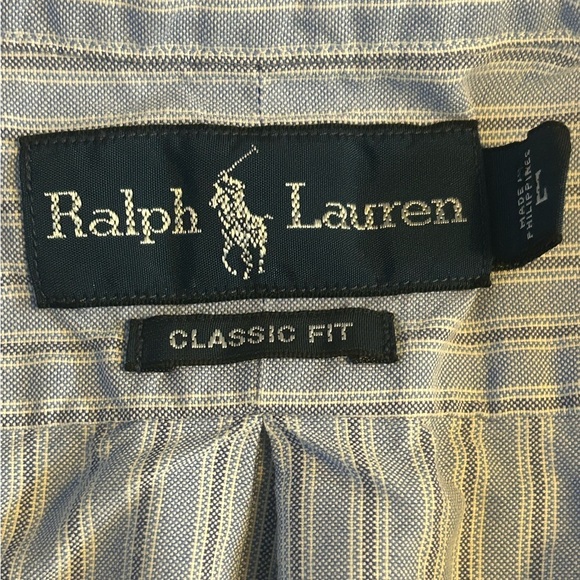 Ralph Lauren
CLASSIC FIT
L
MADE IN
PHILIPPINES